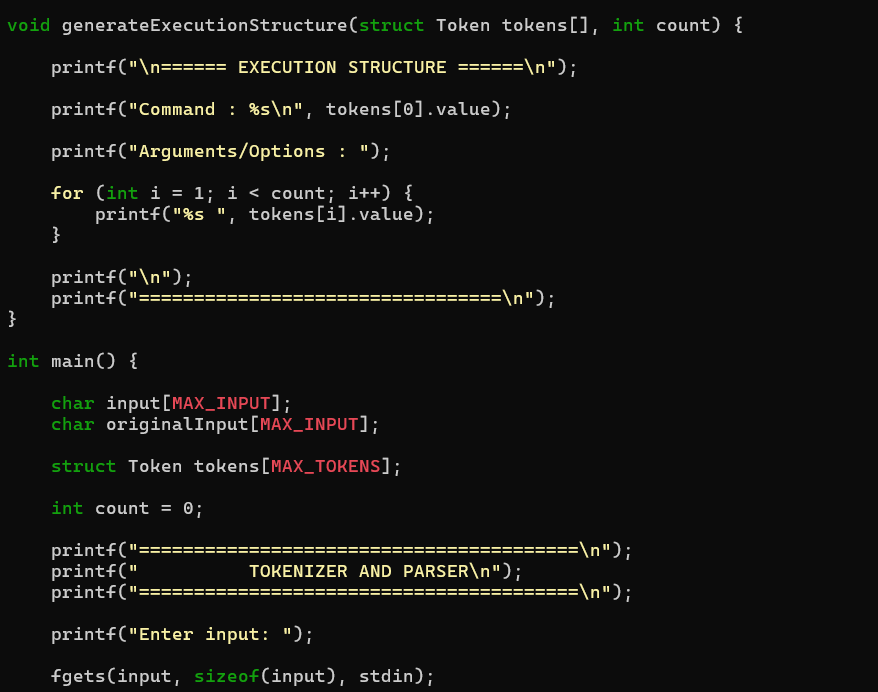 void generateExecutionStructure(struct Token tokens[], int count) {
printf("\n====== EXECUTION STRUCTURE ======\n");
printf("Command : %s\n", tokens[0].value);
printf("Arguments/Options : ");
for (int i = 1; i < count; i++) {
printf("%s ", tokens[i].value);
}
printf("\n");
printf("=================================\n");
}
int main() {
char input[MAX_INPUT];
char originalInput[MAX_INPUT];
struct Token tokens[MAX_TOKENS];
int count = 0;
printf("========================================\n");
printf("          TOKENIZER AND PARSER\n");
printf("========================================\n");
printf("Enter input: ");
fgets(input, sizeof(input), stdin);